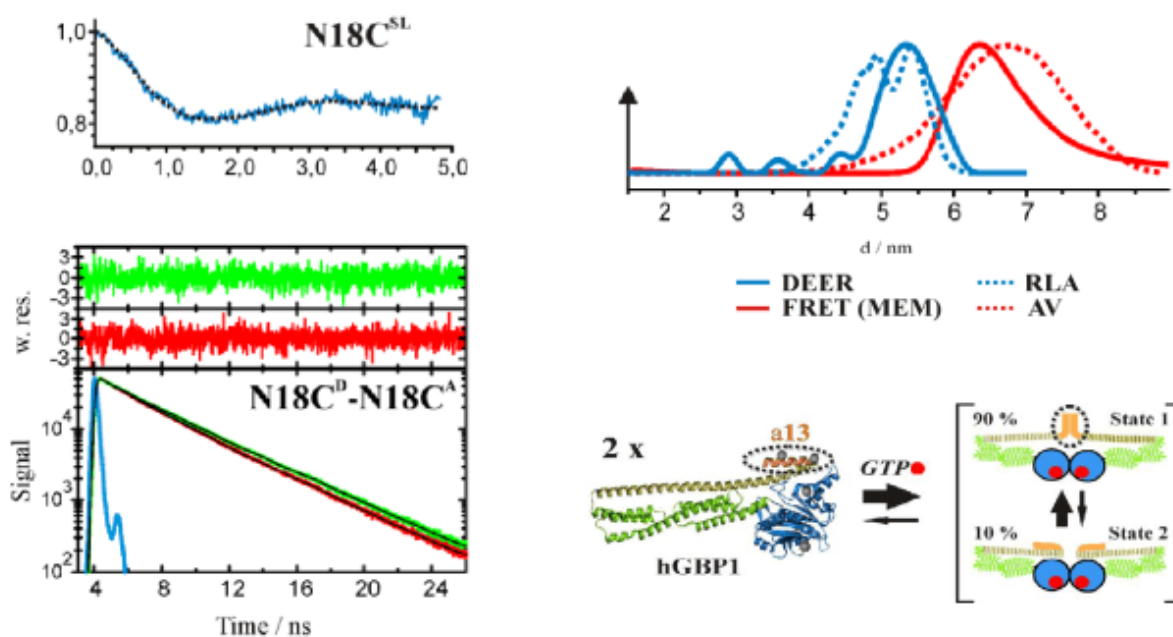 N18C^SL
1,0
0,8
0,0 1,0 2,0 3,0 4,0 5,0
2 3 4 5 6 7 8
d / nm
DEER RLA
FRET (MEM) AV
3
0
-3
3
0
-3
w. res.
N18C^D-N18C^A
10^4
10^3
10^2
Signal
4 8 12 16 20 24
Time / ns
2 x
a13
hGBP1
GTP
90 % State 1
10 % State 2